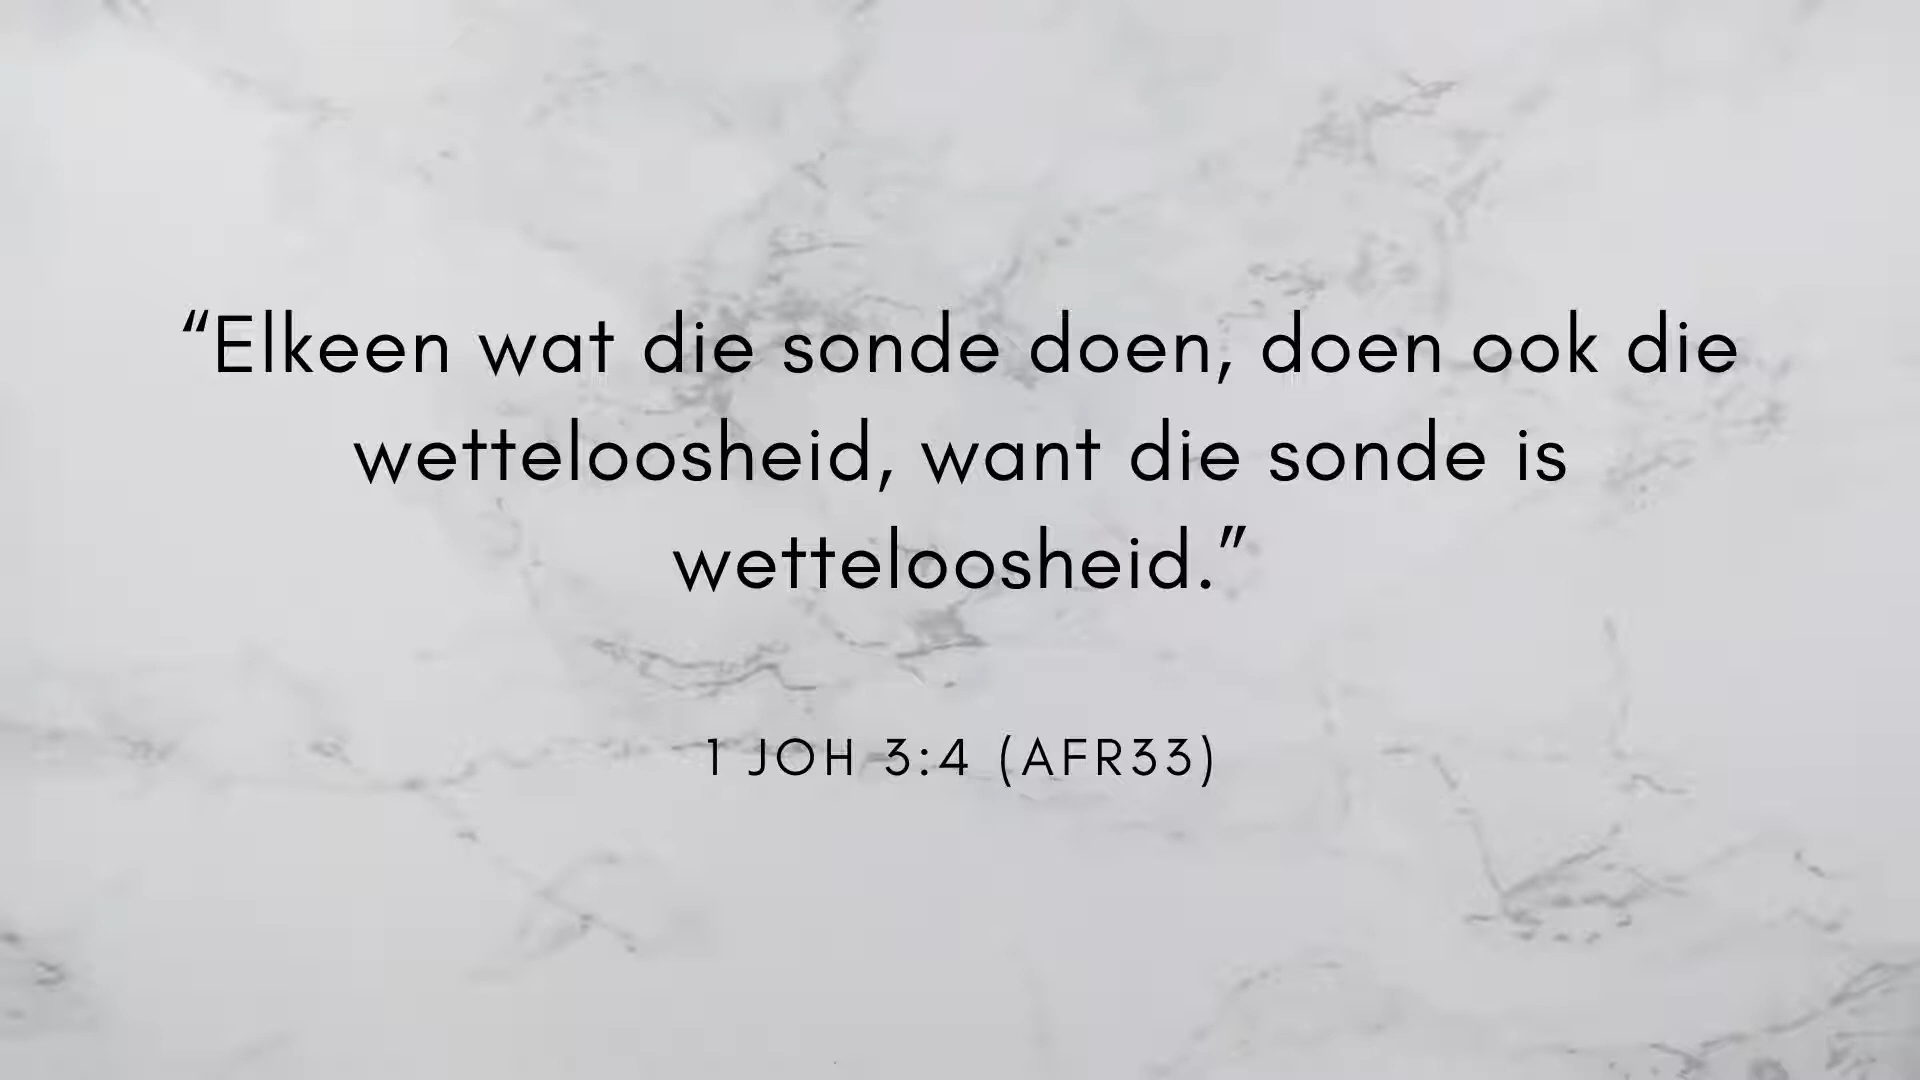 “Elkeen wat die sonde doen, doen ook die
wetteloosheid, want die sonde is
wetteloosheid.”
1 JOH 3:4 (AFR33)